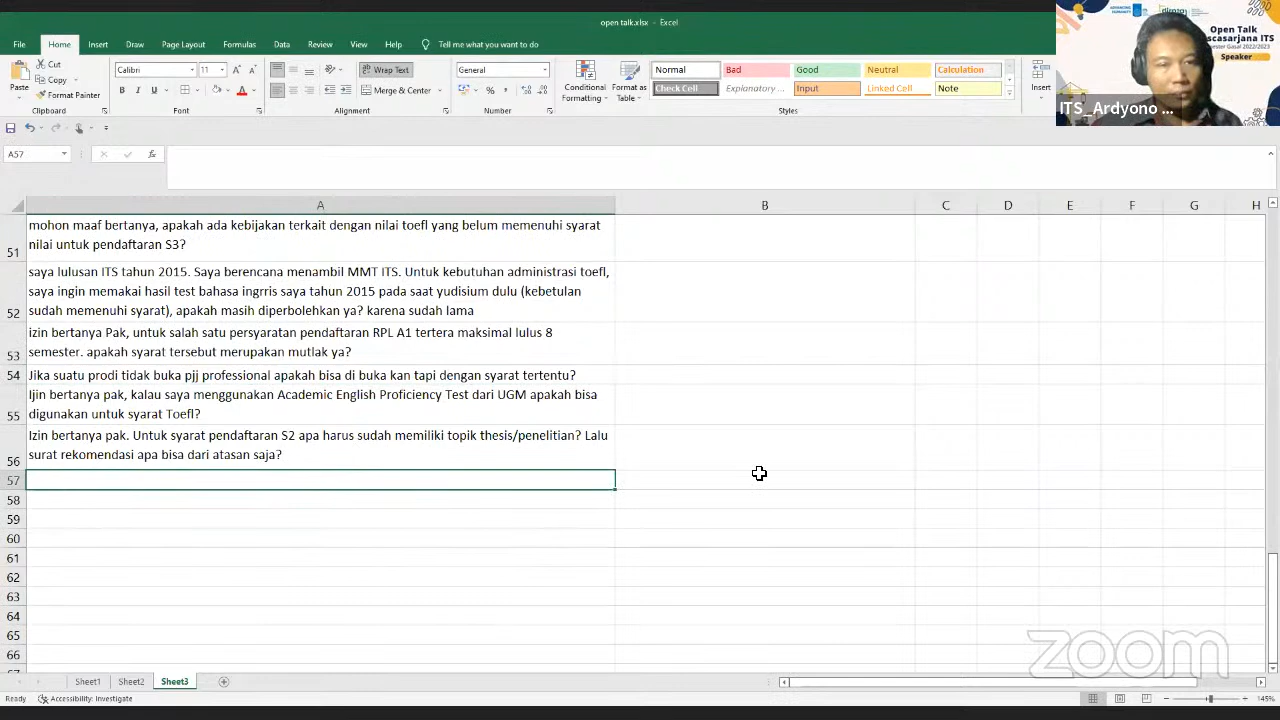 open talk.xlsx - Excel
File Home Insert Draw Page Layout Formulas Data Review View Help Tell me what you want to do
Paste
Cut
Copy
Format Painter
Clipboard
Calibri 11
B I U
Font
Wrap Text
Merge & Center
Alignment
General
Number
Conditional Formatting
Format as Table
Normal Bad Good Neutral Calculation
Check Cell Explanatory ... Input Linked Cell Note
Styles
Insert
ADVANCING HUMANITY
Open Talk
scasarjana ITS
ester Gasal 2022/2023
Speaker
ITS_Ardyono ...
A57
fx
A B C D E F G H
51 mohon maaf bertanya, apakah ada kebijakan terkait dengan nilai toefl yang belum memenuhi syarat
nilai untuk pendaftaran S3?
52 saya lulusan ITS tahun 2015. Saya berencana menambil MMT ITS. Untuk kebutuhan administrasi toefl,
saya ingin memakai hasil test bahasa ingrris saya tahun 2015 pada saat yudisium dulu (kebetulan
sudah memenuhi syarat), apakah masih diperbolehkan ya? karena sudah lama
53 izin bertanya Pak, untuk salah satu persyaratan pendaftaran RPL A1 tertera maksimal lulus 8
semester. apakah syarat tersebut merupakan mutlak ya?
54 Jika suatu prodi tidak buka pjj professional apakah bisa di buka kan tapi dengan syarat tertentu?
55 Ijin bertanya pak, kalau saya menggunakan Academic English Proficiency Test dari UGM apakah bisa
digunakan untuk syarat Toefl?
56 Izin bertanya pak. Untuk syarat pendaftaran S2 apa harus sudah memiliki topik thesis/penelitian? Lalu
surat rekomendasi apa bisa dari atasan saja?
57
58
59
60
61
62
63
64
65
66
zoom
Sheet1 Sheet2 Sheet3
Ready Accessibility: Investigate
145%